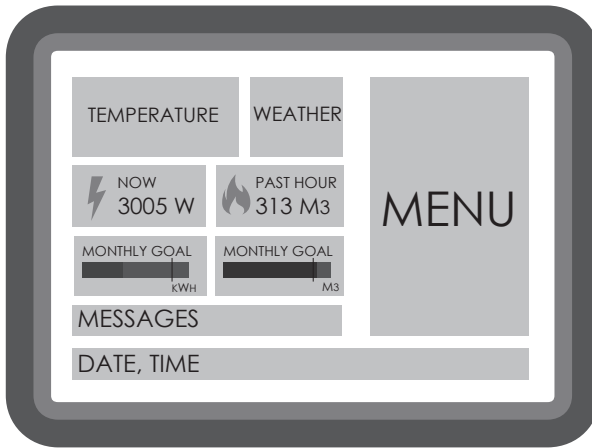 TEMPERATURE
WEATHER
MENU
NOW
3005 W
PAST HOUR
313 M3
MONTHLY GOAL
KWH
MONTHLY GOAL
M3
MESSAGES
DATE, TIME